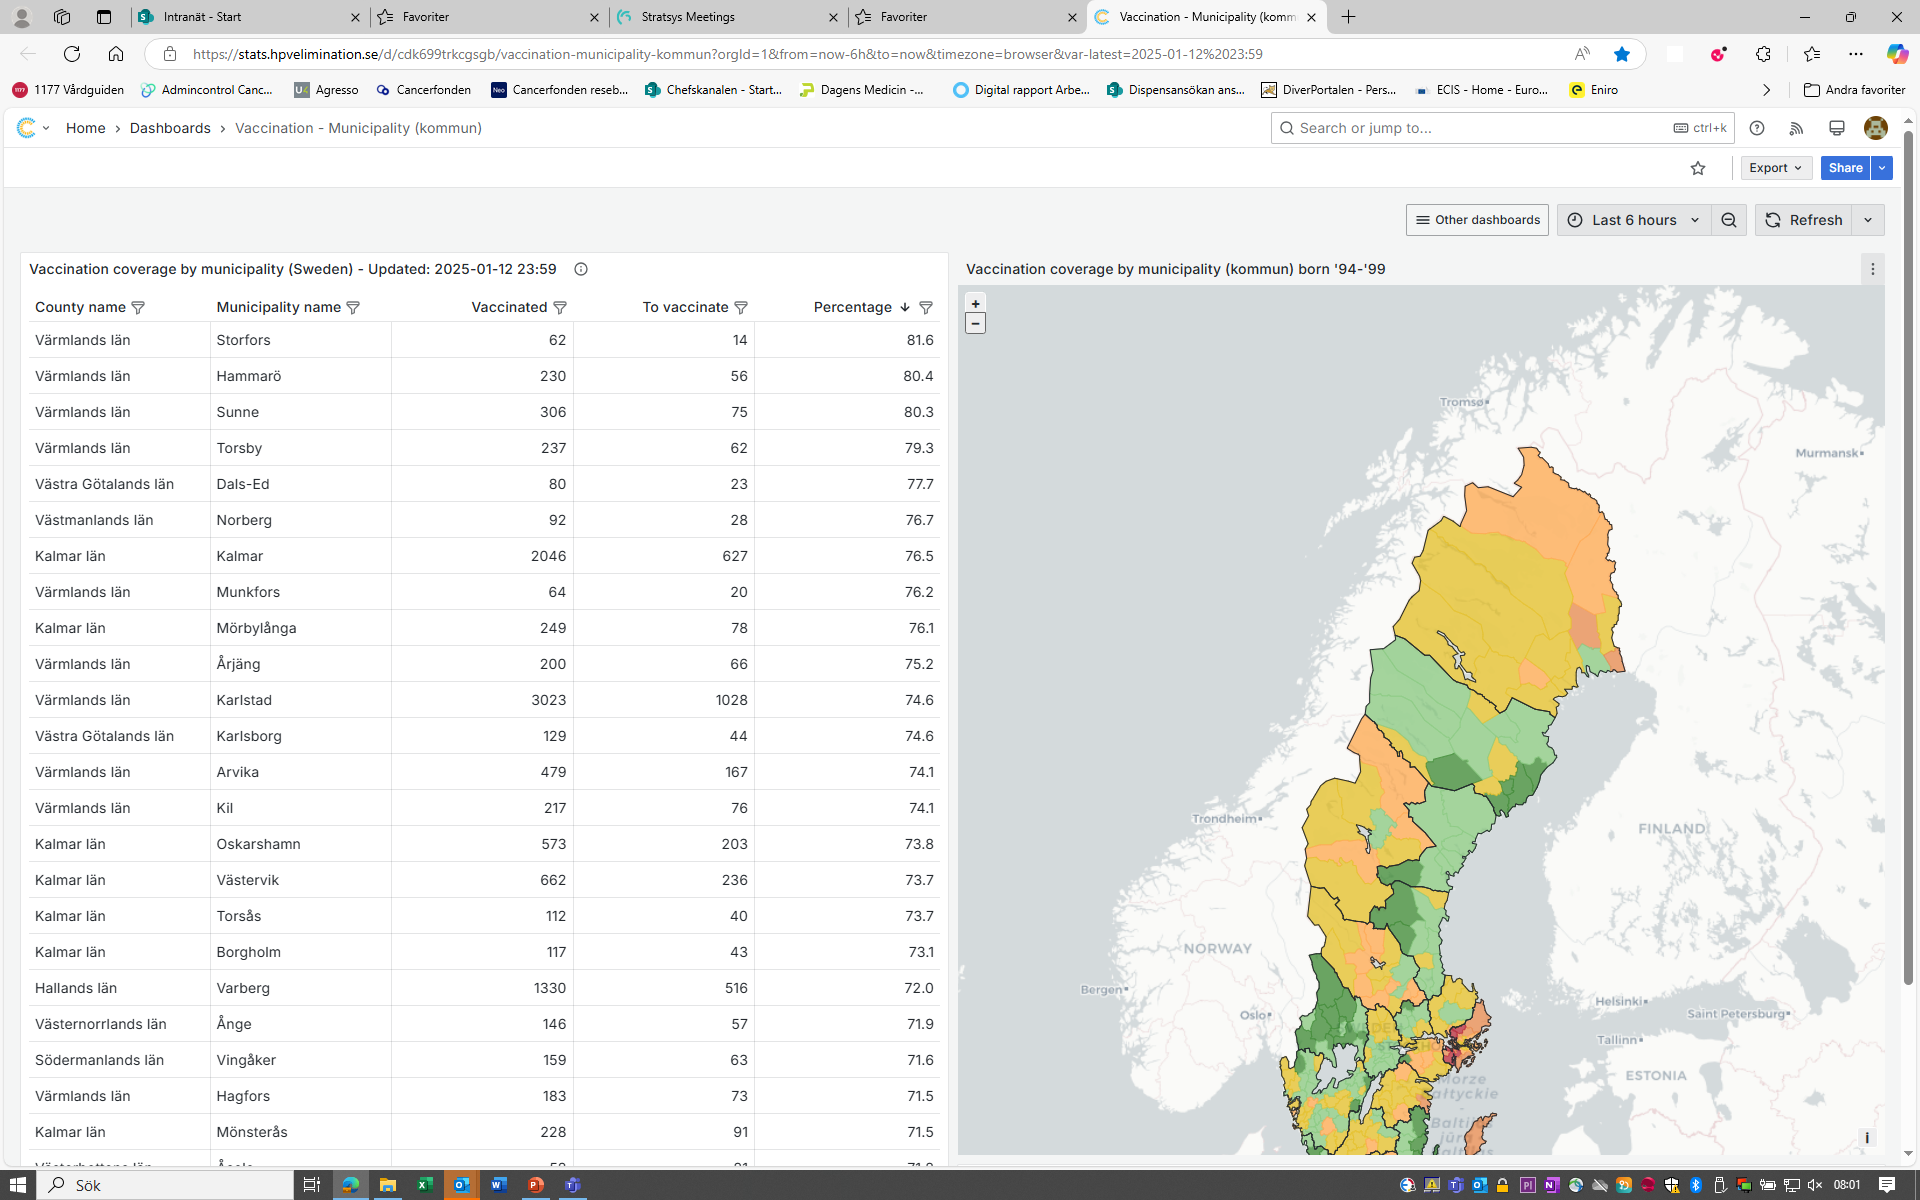 Intranät - Start
Favoriter
Stratsys Meetings
Favoriter
Vaccination - Municipality (komm
https://stats.hpvelimination.se/d/cdk699trkcgsgb/vaccination-municipality-kommun?orgId=1&from=now-6h&to=now&timezone=browser&var-latest=2025-01-12%2023:59
1177 Vårdguiden
Admincontrol Canc...
Agresso
Cancerfonden
Cancerfonden reseb...
Chefskanalen - Start...
Dagens Medicin -...
Digital rapport Arbe...
Dispensansökan ans...
DiverPortalen - Pers...
ECIS - Home - Euro...
Eniro
Andra favoriter
Home › Dashboards › Vaccination - Municipality (kommun)
Search or jump to... ctrl+k
Export
Share
Other dashboards
Last 6 hours
Refresh
Vaccination coverage by municipality (Sweden) - Updated: 2025-01-12 23:59
County name Municipality name Vaccinated To vaccinate Percentage
Värmlands län Storfors 62 14 81.6
Värmlands län Hammarö 230 56 80.4
Värmlands län Sunne 306 75 80.3
Värmlands län Torsby 237 62 79.3
Västra Götalands län Dals-Ed 80 23 77.7
Västmanlands län Norberg 92 28 76.7
Kalmar län Kalmar 2046 627 76.5
Värmlands län Munkfors 64 20 76.2
Kalmar län Mörbylånga 249 78 76.1
Värmlands län Årjäng 200 66 75.2
Värmlands län Karlstad 3023 1028 74.6
Västra Götalands län Karlsborg 129 44 74.6
Värmlands län Arvika 479 167 74.1
Värmlands län Kil 217 76 74.1
Kalmar län Oskarshamn 573 203 73.8
Kalmar län Västervik 662 236 73.7
Kalmar län Torsås 112 40 73.7
Kalmar län Borgholm 117 43 73.1
Hallands län Varberg 1330 516 72.0
Västernorrlands län Ånge 146 57 71.9
Södermanlands län Vingåker 159 63 71.6
Värmlands län Hagfors 183 73 71.5
Kalmar län Mönsterås 228 91 71.5
Vaccination coverage by municipality (kommun) born '94-'99
+
−
Tromsø
Murmansk
Trondheim
FINLAND
NORWAY
Bergen
Oslo
Helsinki
Saint Petersburg
Tallinn
ESTONIA
Morze
Bałtyckie
i
Sök
08:01